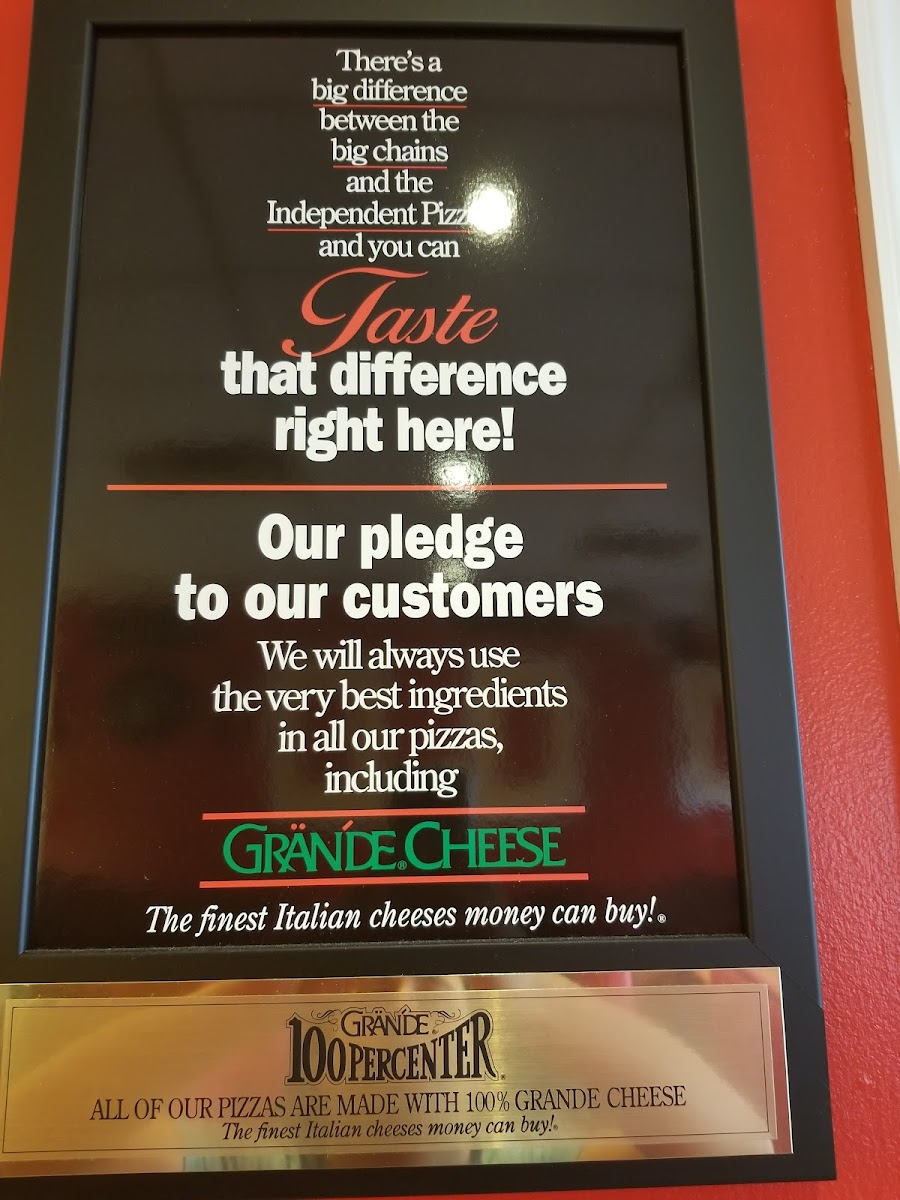 There's a
big difference
between the
big chains
and the
Independent
and you can
Taste
that difference
right here!
Our pledge
to our customers
We will always use
the very best ingredients
in all our pizzas,
including
GRÄNDE® CHEESE
The finest Italian cheeses money can buy!®
GRÄNDE®
100 PERCENTER®
ALL OF OUR PIZZAS ARE MADE WITH 100% GRANDE CHEESE
The finest Italian cheeses money can buy!®